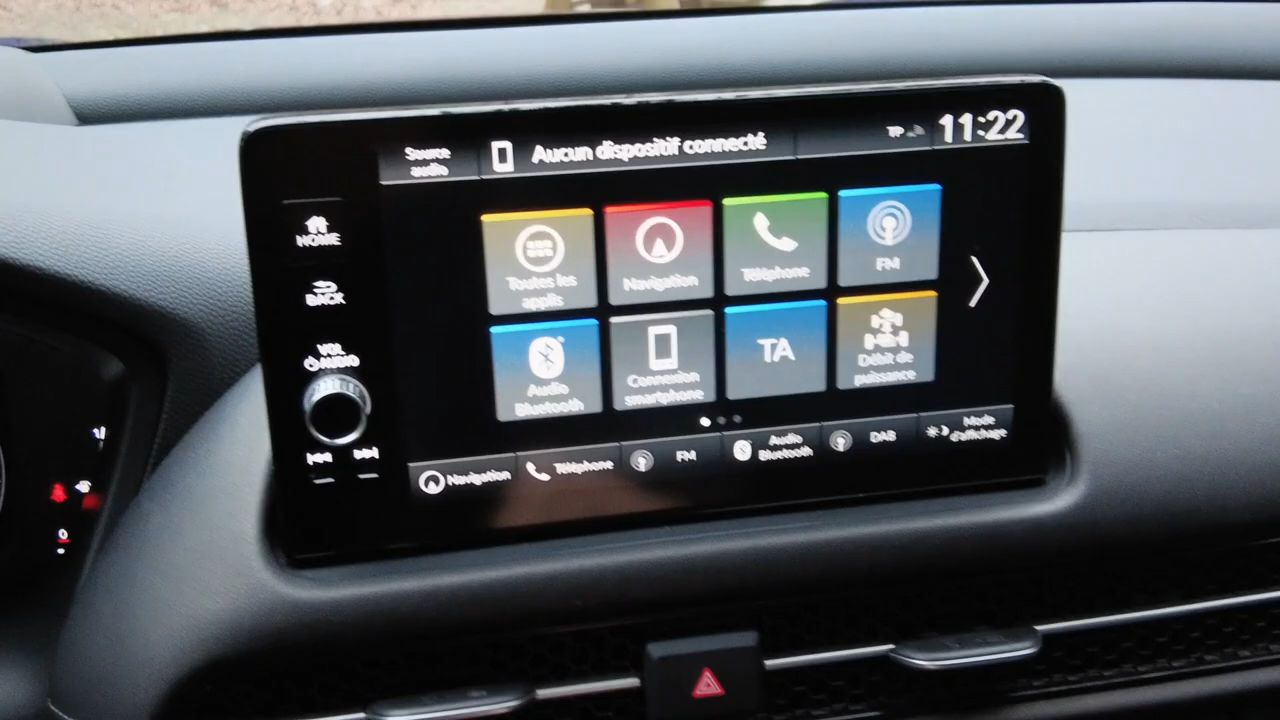 Source
audio
Aucun dispositif connecté
TP
11:22
HOME
BACK
VOL
AUDIO
Toutes les
applis
Navigation
Téléphone
FM
Audio
Bluetooth
Connexion
smartphone
TA
Débit de
puissance
Navigation
Téléphone
FM
Audio
Bluetooth
DAB
Mode
d'affichage